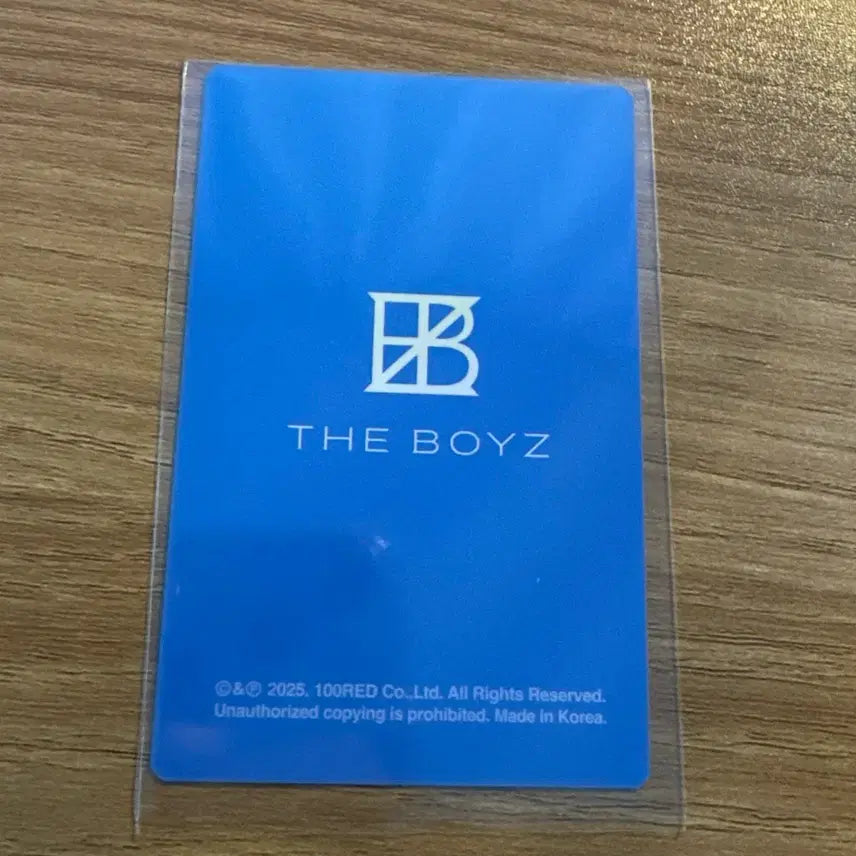 THE BOYZ
©&℗ 2025. 100RED Co.,Ltd. All Rights Reserved.
Unauthorized copying is prohibited. Made in Korea.